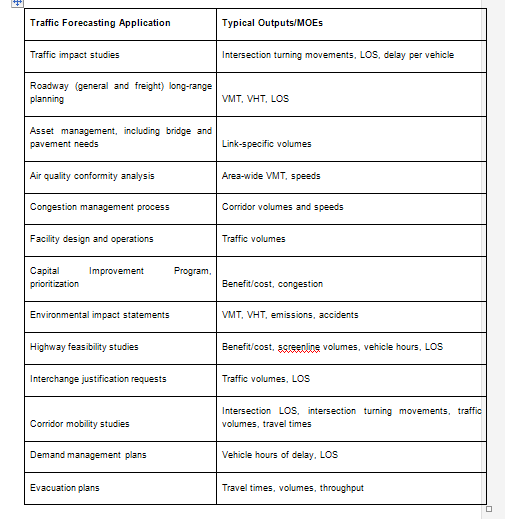 Traffic Forecasting Application
Typical Outputs/MOEs
Traffic impact studies
Intersection turning movements, LOS, delay per vehicle
Roadway (general and freight) long-range
planning
VMT, VHT, LOS
Asset management, including bridge and
pavement needs
Link-specific volumes
Air quality conformity analysis
Area-wide VMT, speeds
Congestion management process
Corridor volumes and speeds
Facility design and operations
Traffic volumes
Capital Improvement Program,
prioritization
Benefit/cost, congestion
Environmental impact statements
VMT, VHT, emissions, accidents
Highway feasibility studies
Benefit/cost, screenline volumes, vehicle hours, LOS
Interchange justification requests
Traffic volumes, LOS
Corridor mobility studies
Intersection LOS, intersection turning movements, traffic
volumes, travel times
Demand management plans
Vehicle hours of delay, LOS
Evacuation plans
Travel times, volumes, throughput